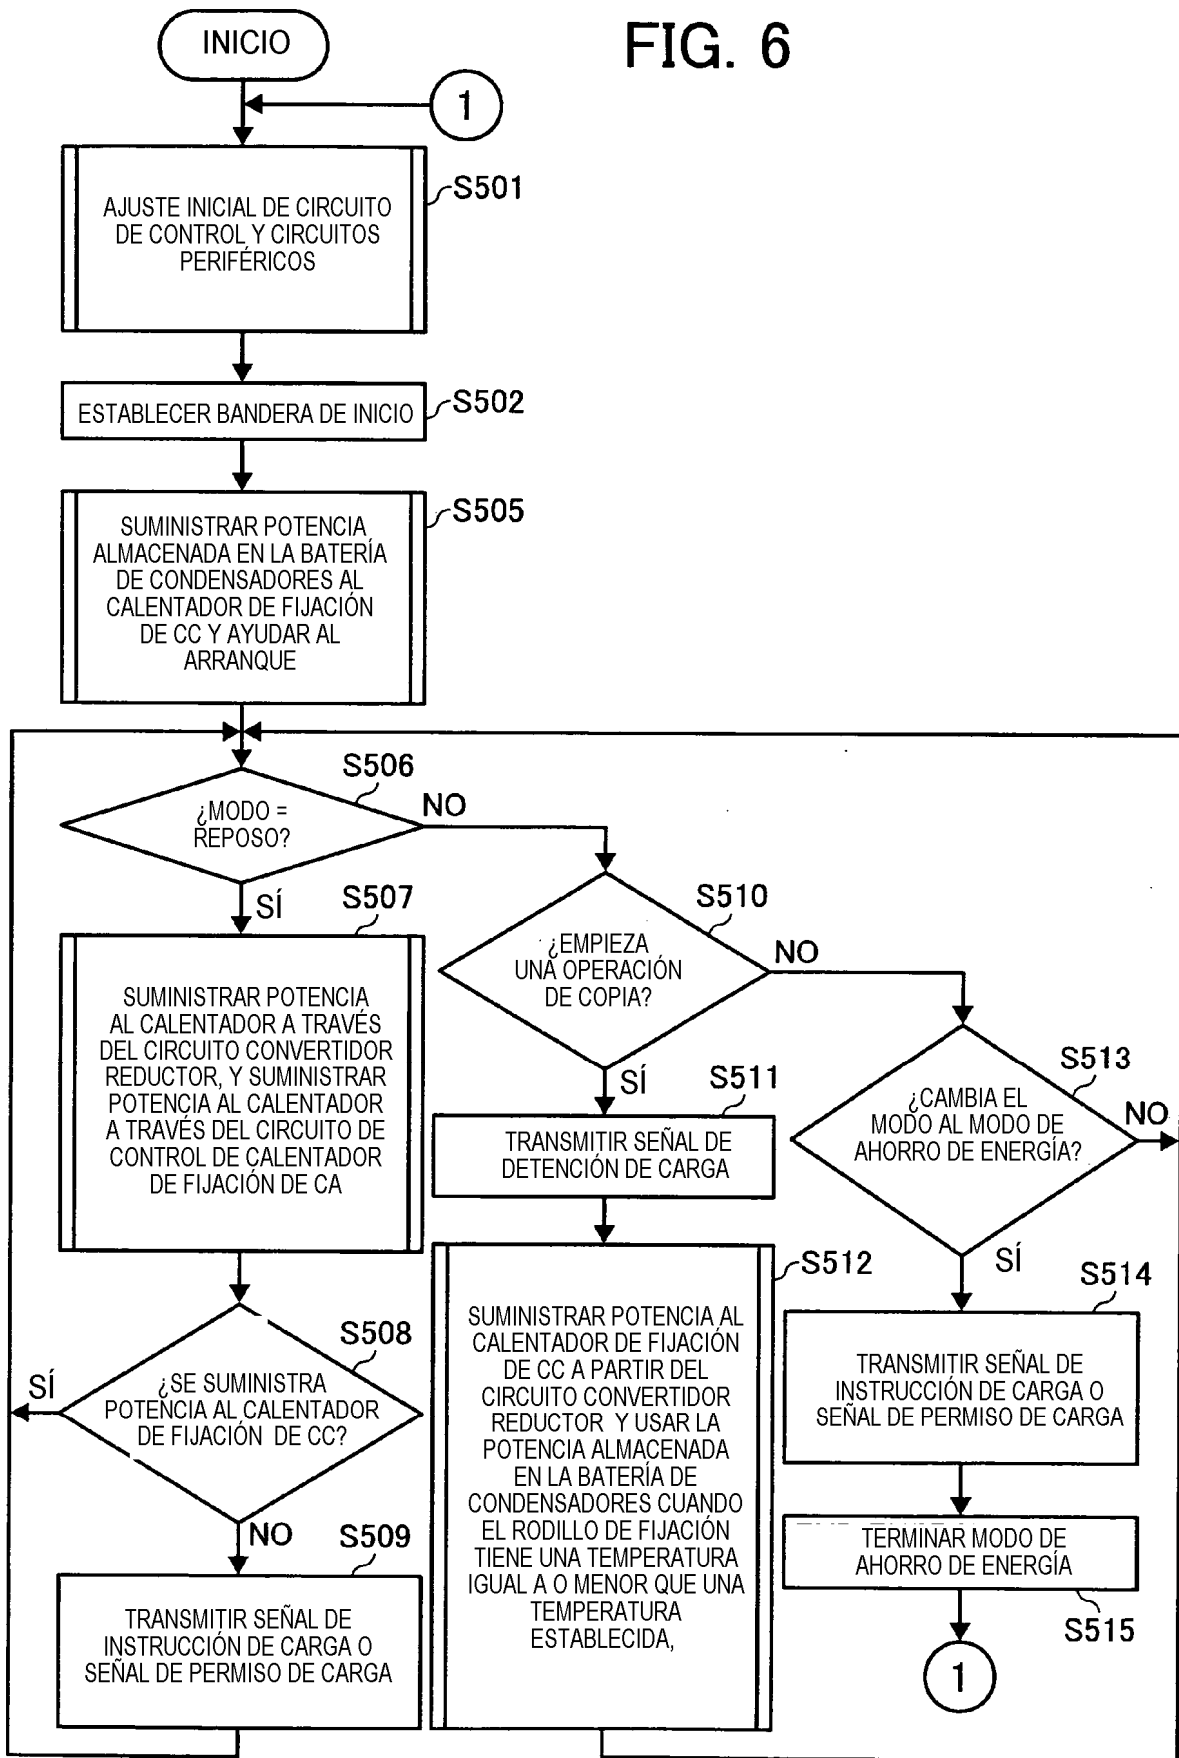 INICIO
FIG. 6
1
AJUSTE INICIAL DE CIRCUITO
DE CONTROL Y CIRCUITOS
PERIFÉRICOS
S501
ESTABLECER BANDERA DE INICIO
S502
SUMINISTRAR POTENCIA
ALMACENADA EN LA BATERÍA
DE CONDENSADORES AL
CALENTADOR DE FIJACIÓN
DE CC Y AYUDAR AL
ARRANQUE
S505
¿MODO =
REPOSO?
S506
NO
SÍ
S507
SUMINISTRAR POTENCIA
AL CALENTADOR A TRAVÉS
DEL CIRCUITO CONVERTIDOR
REDUCTOR, Y SUMINISTRAR
POTENCIA AL CALENTADOR
A TRAVÉS DEL CIRCUITO DE
CONTROL DE CALENTADOR
DE FIJACIÓN DE CA
S508
SÍ
¿SE SUMINISTRA
POTENCIA AL CALENTADOR
DE FIJACIÓN DE CC?
NO
S509
TRANSMITIR SEÑAL DE
INSTRUCCIÓN DE CARGA O
SEÑAL DE PERMISO DE CARGA
S510
¿EMPIEZA
UNA OPERACIÓN
DE COPIA?
NO
SÍ
S511
TRANSMITIR SEÑAL DE
DETENCIÓN DE CARGA
S512
SUMINISTRAR POTENCIA AL
CALENTADOR DE FIJACIÓN
DE CC A PARTIR DEL
CIRCUITO CONVERTIDOR
REDUCTOR Y USAR LA
POTENCIA ALMACENADA
EN LA BATERÍA DE
CONDENSADORES CUANDO
EL RODILLO DE FIJACIÓN
TIENE UNA TEMPERATURA
IGUAL A O MENOR QUE UNA
TEMPERATURA
ESTABLECIDA,
S513
¿CAMBIA EL
MODO AL MODO DE
AHORRO DE ENERGÍA?
NO
SÍ
S514
TRANSMITIR SEÑAL DE
INSTRUCCIÓN DE CARGA O
SEÑAL DE PERMISO DE CARGA
TERMINAR MODO DE
AHORRO DE ENERGÍA
S515
1